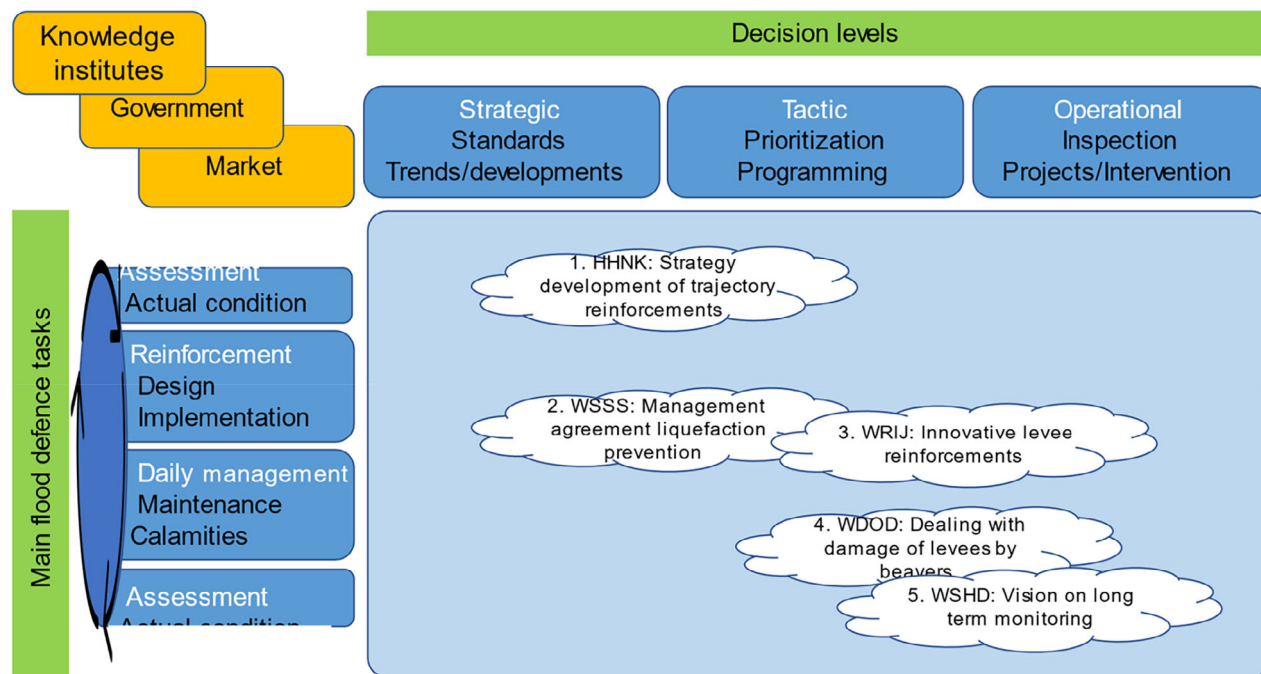 Knowledge
institutes
Government
Market
Decision levels
Strategic
Standards
Trends/developments
Tactic
Prioritization
Programming
Operational
Inspection
Projects/Intervention
Main flood defence tasks
Assessment
Actual condition
Reinforcement
Design
Implementation
Daily management
Maintenance
Calamities
Assessment
Actual condition
1. HHNK: Strategy
development of trajectory
reinforcements
2. WSSS: Management
agreement liquefaction
prevention
3. WRIJ: Innovative levee
reinforcements
4. WDOD: Dealing with
damage of levees by
beavers
5. WSHD: Vision on long
term monitoring